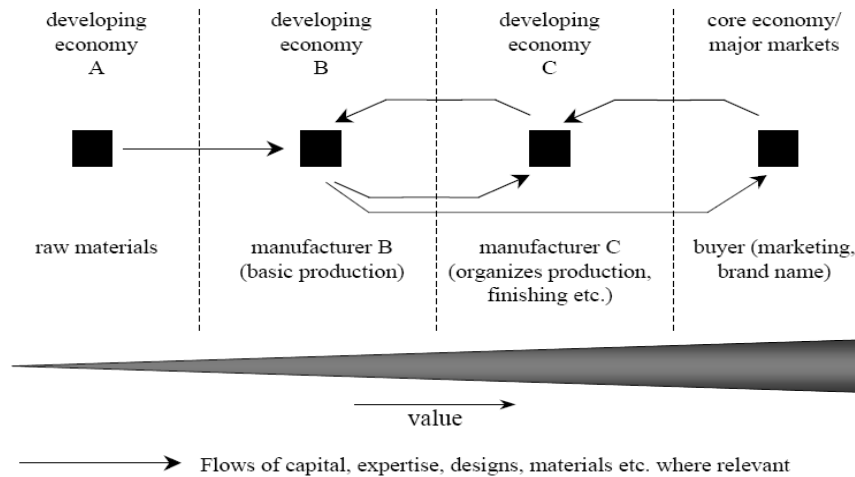 developing
economy
A
developing
economy
B
developing
economy
C
core economy/
major markets
raw materials
manufacturer B
(basic production)
manufacturer C
(organizes production,
finishing etc.)
buyer (marketing,
brand name)
value
Flows of capital, expertise, designs, materials etc. where relevant